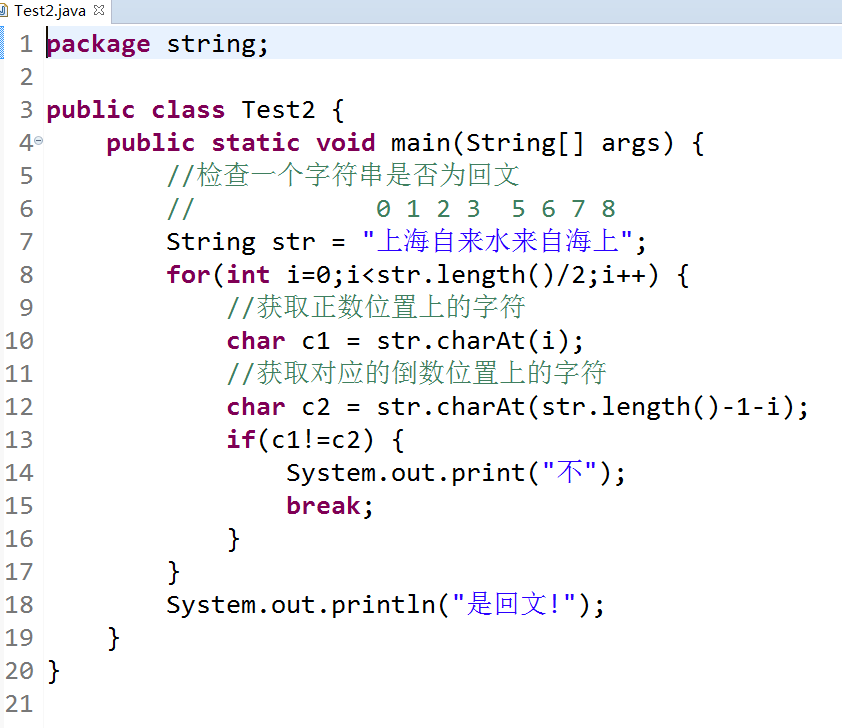 Test2.java
1 package string;
2
3 public class Test2 {
4     public static void main(String[] args) {
5         //检查一个字符串是否为回文
6         //            0 1 2 3  5 6 7 8
7         String str = "上海自来水来自海上";
8         for(int i=0;i<str.length()/2;i++) {
9             //获取正数位置上的字符
10             char c1 = str.charAt(i);
11             //获取对应的倒数位置上的字符
12             char c2 = str.charAt(str.length()-1-i);
13             if(c1!=c2) {
14                 System.out.print("不");
15                 break;
16             }
17         }
18         System.out.println("是回文!");
19     }
20 }
21